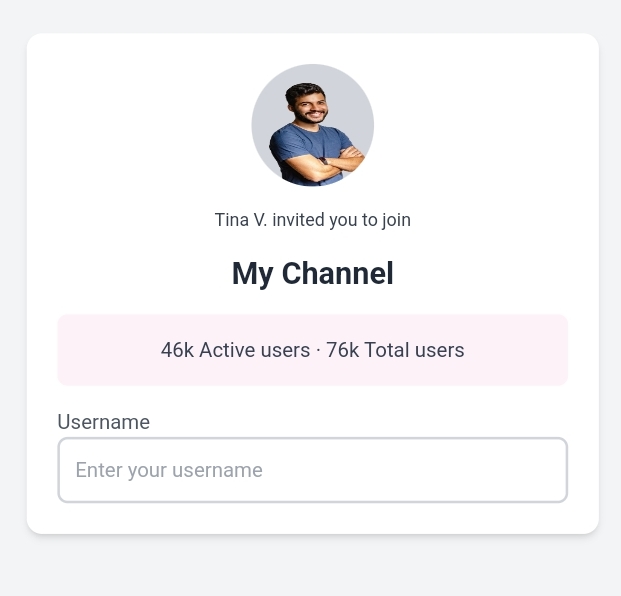 Tina V. invited you to join
My Channel
46k Active users · 76k Total users
Username
Enter your username